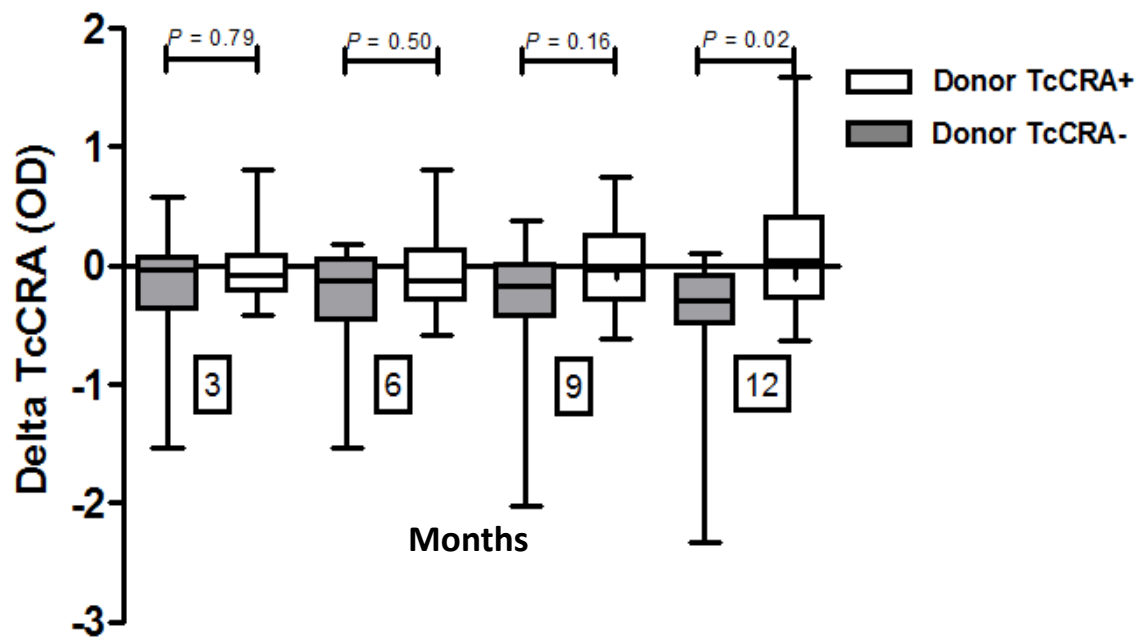 2
1
0
-1
-2
-3
Delta TcCRA (OD)
P = 0.79
P = 0.50
P = 0.16
P = 0.02
Donor TcCRA+
Donor TcCRA-
3
6
9
12
Months